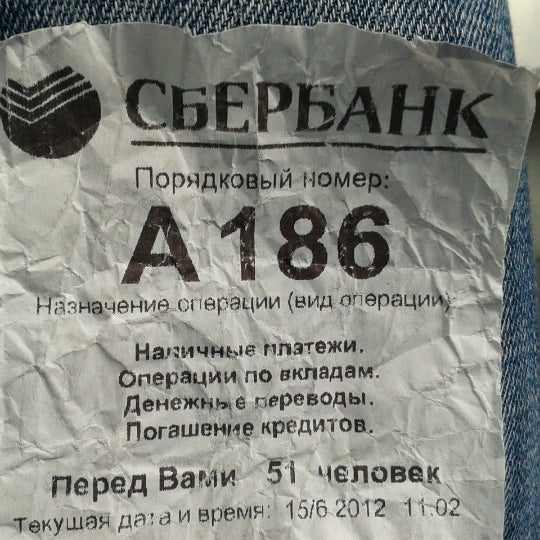 СБЕРБАНК
Порядковый номер:
А186
Назначение операции (вид операции)
Наличные платежи.
Операции по вкладам.
Денежные переводы.
Погашение кредитов.
Перед Вами 51 человек
Текущая дата и время: 15/6 2012 11:02